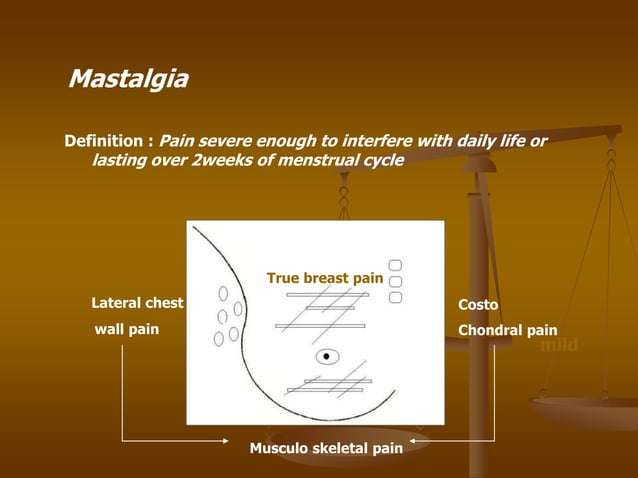 Mastalgia
Definition : Pain severe enough to interfere with daily life or
lasting over 2weeks of menstrual cycle
True breast pain
Lateral chest
wall pain
Costo
Chondral pain
mild
Musculo skeletal pain